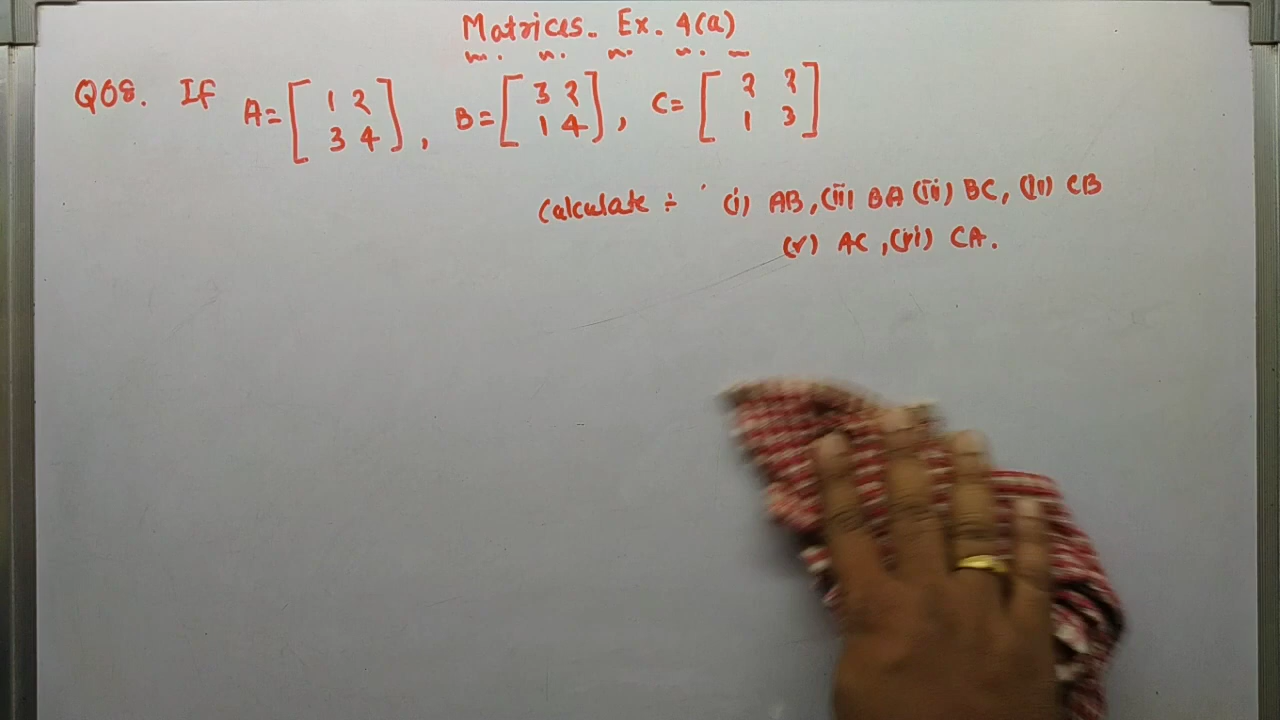 Matrices. Ex. 4(a)
Q08. If A = [ 1 2 3 4 ] , B = [ 3 2 1 4 ] , C = [ 2 2 1 3 ]
Calculate ÷ (i) AB, (ii) BA (iii) BC, (iv) CB
(v) AC, (vi) CA.